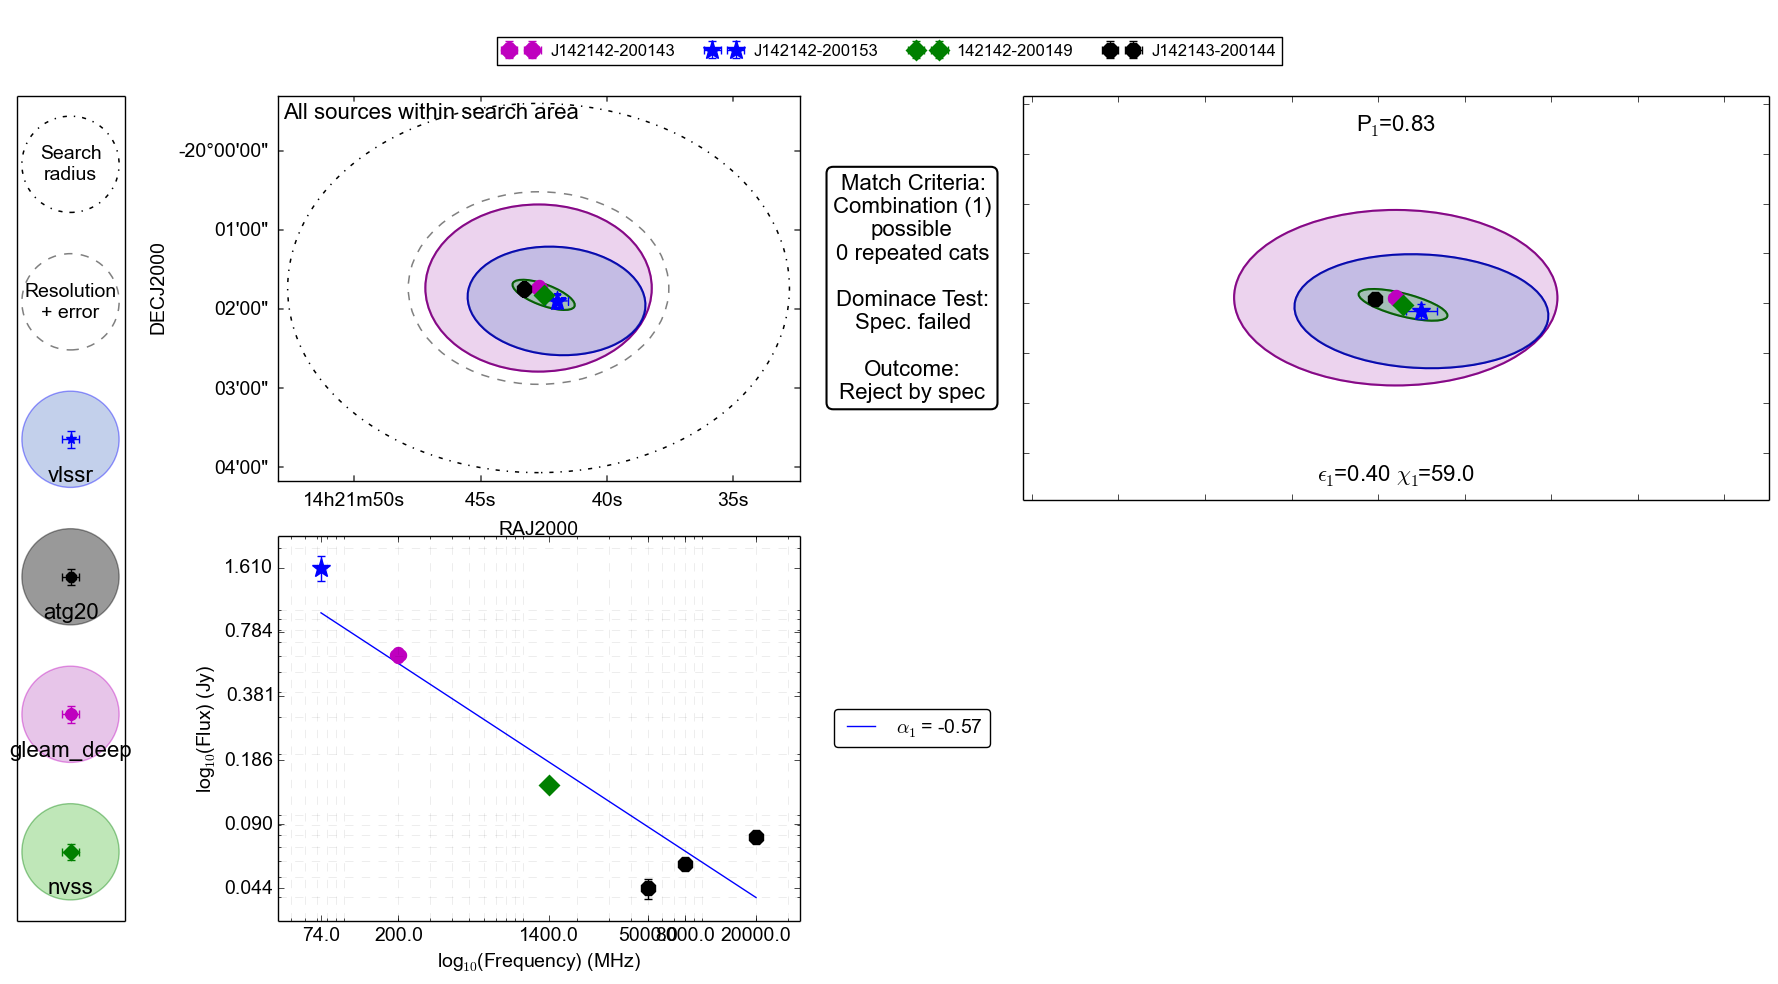 J142142-200143 J142142-200153 142142-200149 J142143-200144
Search
radius
Resolution
+ error
vlssr
atg20
gleam_deep
nvss
All sources within search area
DECJ2000
-20°00'00"
01'00"
02'00"
03'00"
04'00"
14h21m50s 45s 40s 35s
RAJ2000
Match Criteria:
Combination (1)
possible
0 repeated cats
Dominace Test:
Spec. failed
Outcome:
Reject by spec
P1=0.83
ϵ1=0.40 χ1=59.0
log10(Flux) (Jy)
1.610
0.784
0.381
0.186
0.090
0.044
74.0 200.0 1400.0 5000.0 8000.0 20000.0
log10(Frequency) (MHz)
α1 = -0.57